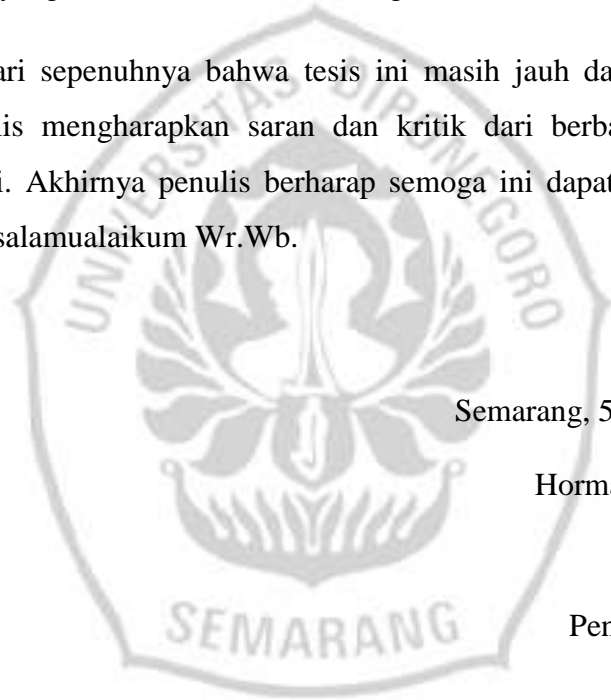 ari sepenuhnya bahwa tesis ini masih jauh da
lis mengharapkan saran dan kritik dari berba
i. Akhirnya penulis berharap semoga ini dapat
salamualaikum Wr.Wb.
UNIVERSITAS DIPONEGORO
Semarang, 5
Horma
Pen
SEMARANG